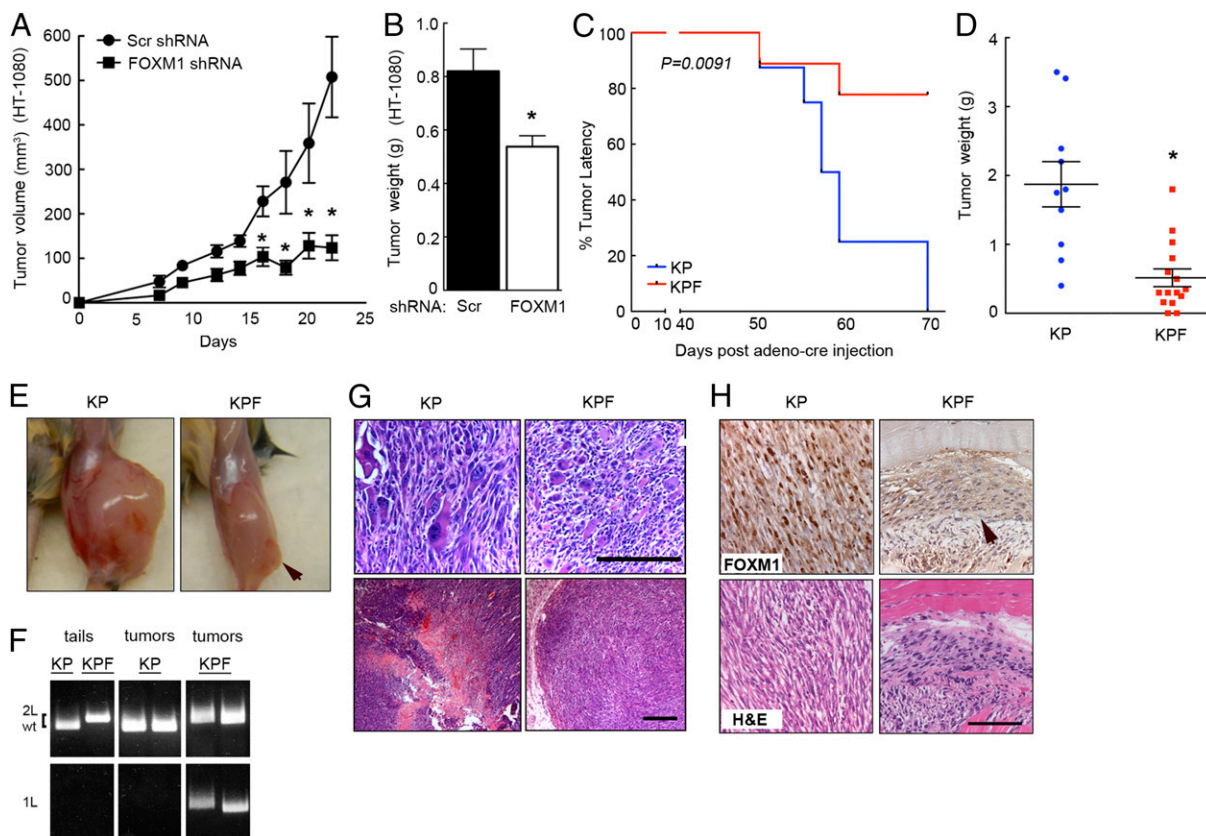 A
Tumor volume (mm³) (HT-1080)
600
500
400
300
200
100
0
Scr shRNA
FOXM1 shRNA
* * * *
0 5 10 15 20 25
Days
B
Tumor weight (g) (HT-1080)
1.0
0.8
0.6
0.4
0.2
0.0
*
shRNA: Scr FOXM1
C
% Tumor Latency
100
80
60
40
20
0
P=0.0091
KP
KPF
0 10 40 50 60 70
Days post adeno-cre injection
D
Tumor weight (g)
4
3
2
1
0
*
KP KPF
E
KP KPF
F
tails tumors tumors
KP KPF KP KPF
2L
wt
1L
G
KP KPF
H
KP KPF
FOXM1
H&E